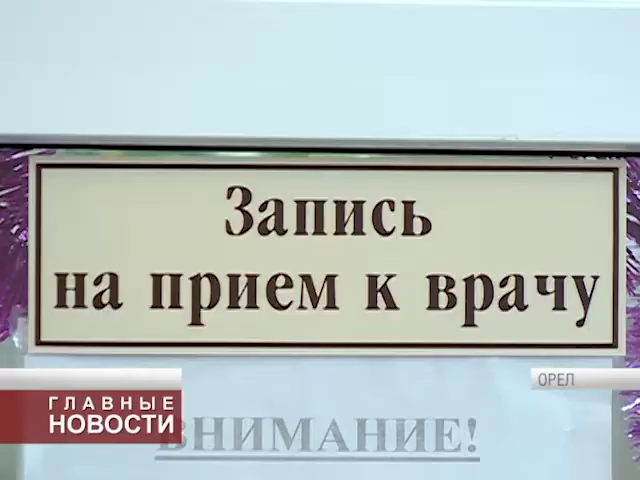 Запись
на прием к врачу
ОРЕЛ
ГЛАВНЫЕ
НОВОСТИ
ВНИМАНИЕ!